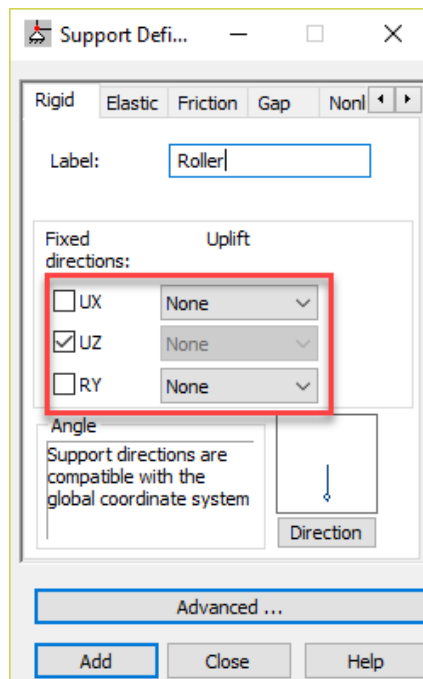 Support Defi...
Rigid Elastic Friction Gap Nonl
Label: Roller
Fixed directions: Uplift
UX None
UZ None
RY None
Angle
Support directions are
compatible with the
global coordinate system
Direction
Advanced ...
Add Close Help